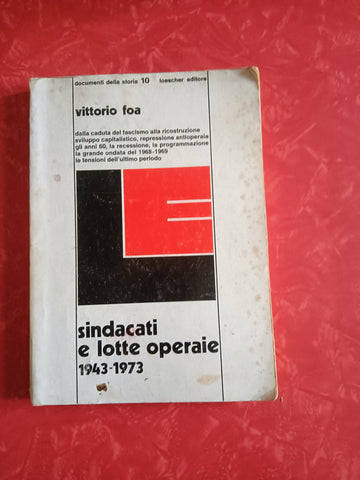 documenti della storia 10 loescher editore
vittorio foa
dalla caduta del fascismo alla ricostruzione
sviluppo capitalistico, repressione antioperaia
gli anni 60, la recessione, la programmazione
la grande ondata del 1968-1969
le tensioni dell'ultimo periodo
LE
sindacati
e lotte operaie
1943-1973